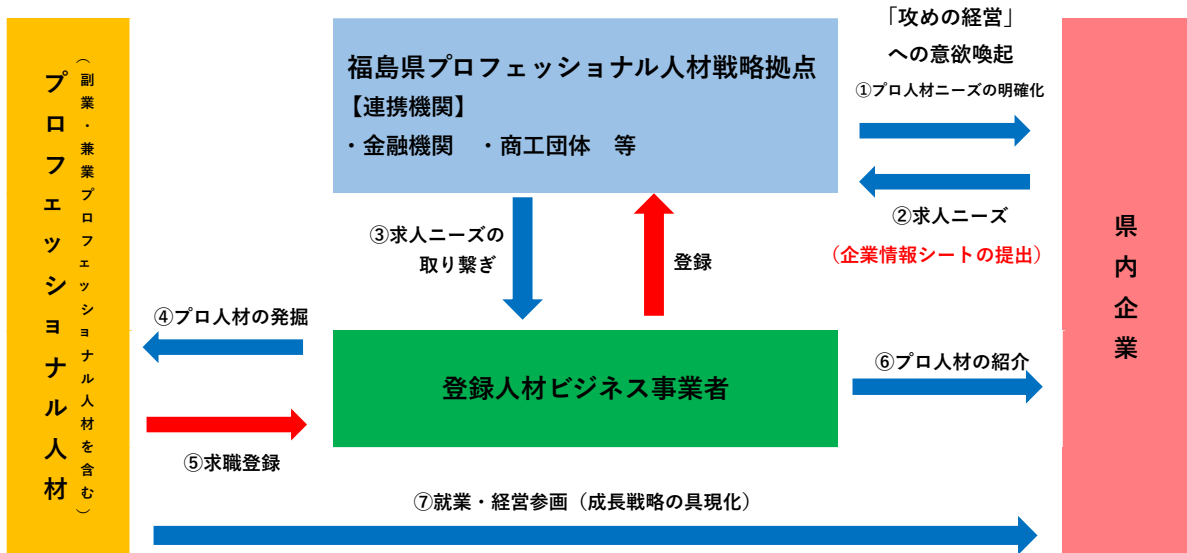 プロフェッショナル人材
（副業・兼業プロフェッショナル人材を含む）
福島県プロフェッショナル人材戦略拠点
【連携機関】
・金融機関　・商工団体　等
「攻めの経営」
への意欲喚起
①プロ人材ニーズの明確化
②求人ニーズ
（企業情報シートの提出）
県内企業
③求人ニーズの
取り繋ぎ
登録
④プロ人材の発掘
登録人材ビジネス事業者
⑥プロ人材の紹介
⑤求職登録
⑦就業・経営参画（成長戦略の具現化）